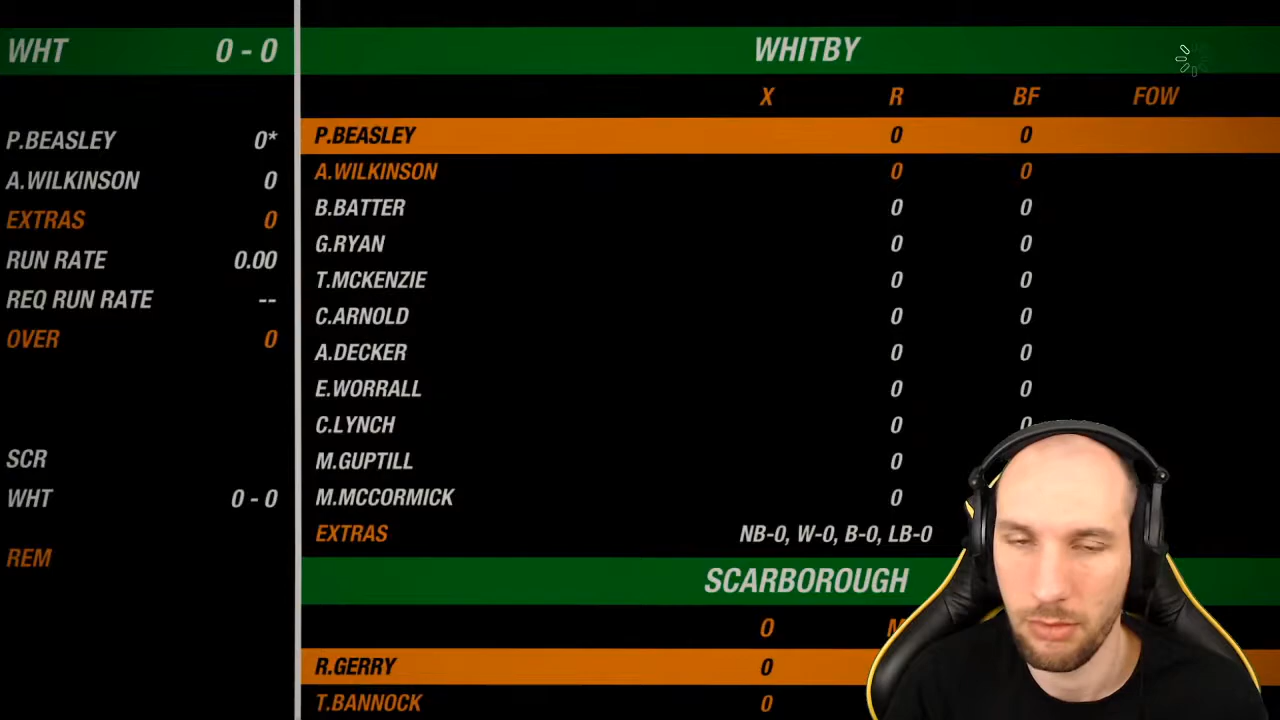 WHT 0 - 0
P.BEASLEY 0*
A.WILKINSON 0
EXTRAS 0
RUN RATE 0.00
REQ RUN RATE --
OVER 0
SCR
WHT 0 - 0
REM
WHITBY
X R BF FOW
P.BEASLEY 0 0
A.WILKINSON 0 0
B.BATTER 0 0
G.RYAN 0 0
T.MCKENZIE 0 0
C.ARNOLD 0 0
A.DECKER 0 0
E.WORRALL 0 0
C.LYNCH 0 0
M.GUPTILL 0
M.MCCORMICK 0
EXTRAS NB-0, W-0, B-0, LB-0
SCARBOROUGH
O M
R.GERRY 0
T.BANNOCK 0